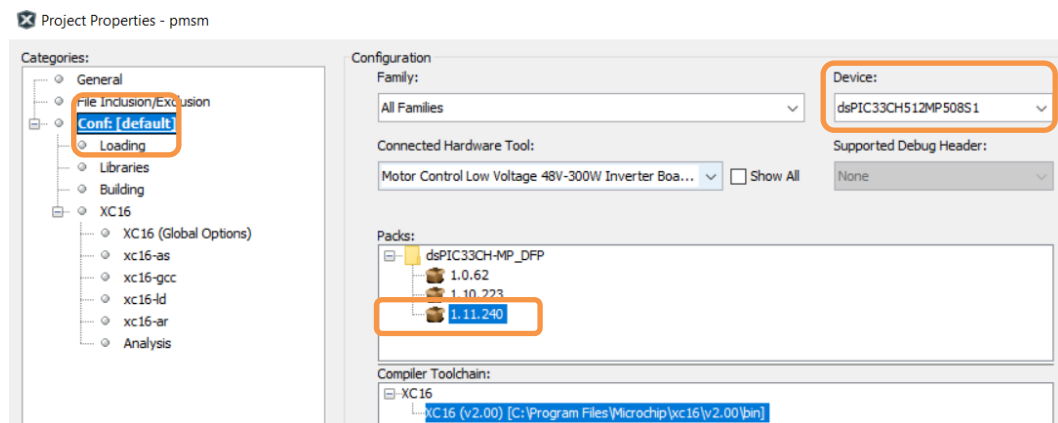 Project Properties - pmsm
Categories:
General
File Inclusion/Exclusion
Conf: [default]
Loading
Libraries
Building
XC16
XC16 (Global Options)
xc16-as
xc16-gcc
xc16-ld
xc16-ar
Analysis
Configuration
Family:
All Families
Device:
dsPIC33CH512MP508S1
Connected Hardware Tool:
Motor Control Low Voltage 48V-300W Inverter Boa...
Show All
Supported Debug Header:
None
Packs:
dsPIC33CH-MP_DFP
1.0.62
1.10.223
1.11.240
Compiler Toolchain:
XC16
XC16 (v2.00) [C:\Program Files\Microchip\xc16\v2.00\bin]